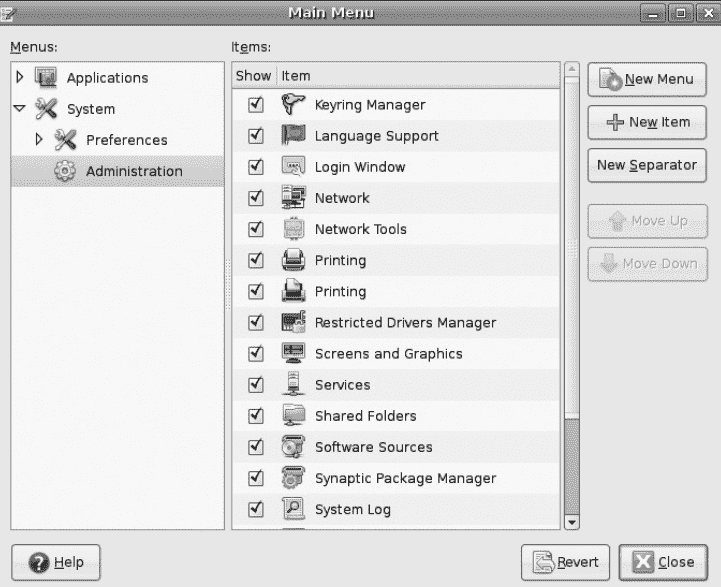 Main Menu
Menus:
Items:
Applications
System
Preferences
Administration
Show Item
Keyring Manager
Language Support
Login Window
Network
Network Tools
Printing
Printing
Restricted Drivers Manager
Screens and Graphics
Services
Shared Folders
Software Sources
Synaptic Package Manager
System Log
New Menu
New Item
New Separator
Move Up
Move Down
Help
Revert
Close